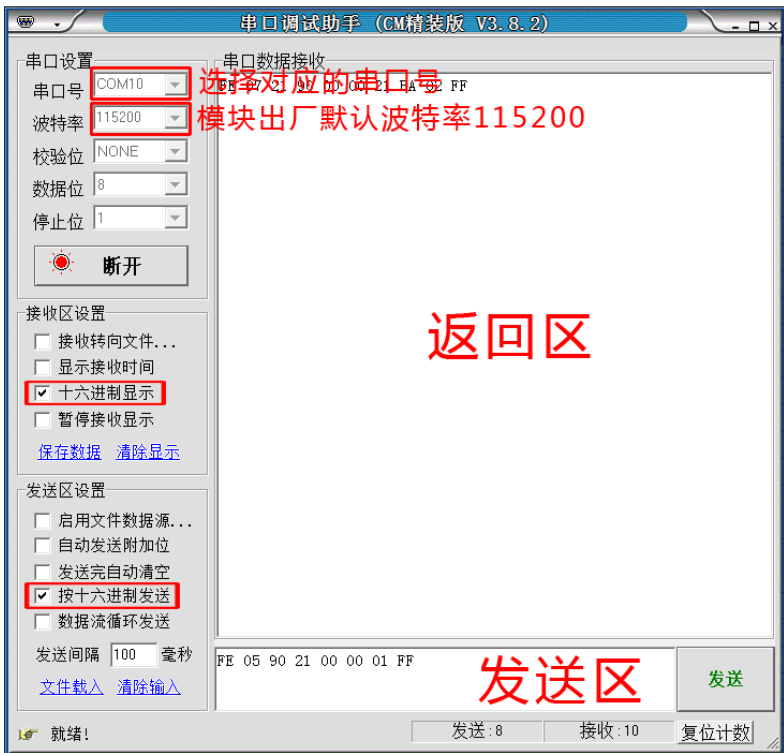 串口调试助手 (CM精装版 V3.8.2)
串口设置
串口号 COM10
波特率 115200
校验位 NONE
数据位 8
停止位 1
断开
接收区设置
接收转向文件...
显示接收时间
十六进制显示
暂停接收显示
保存数据 清除显示
发送区设置
启用文件数据源...
自动发送附加位
发送完自动清空
按十六进制发送
数据流循环发送
发送间隔 100 毫秒
文件载入 清除输入
串口数据接收
选择对应的串口号
模块出厂默认波特率115200
返回区
FE 05 90 21 00 00 01 FF
发送区
发送
就绪!
发送:8
接收:10
复位计数